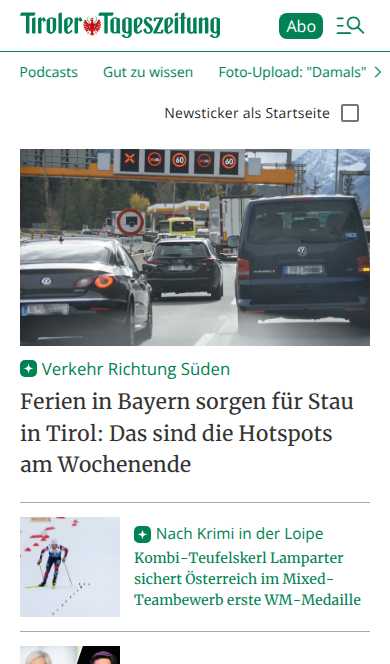 Tiroler Tageszeitung
Abo
Podcasts Gut zu wissen Foto-Upload: "Damals"
Newsticker als Startseite
60 60
Verkehr Richtung Süden
Ferien in Bayern sorgen für Stau
in Tirol: Das sind die Hotspots
am Wochenende
Nach Krimi in der Loipe
Kombi-Teufelskerl Lamparter
sichert Österreich im Mixed-
Teambewerb erste WM-Medaille